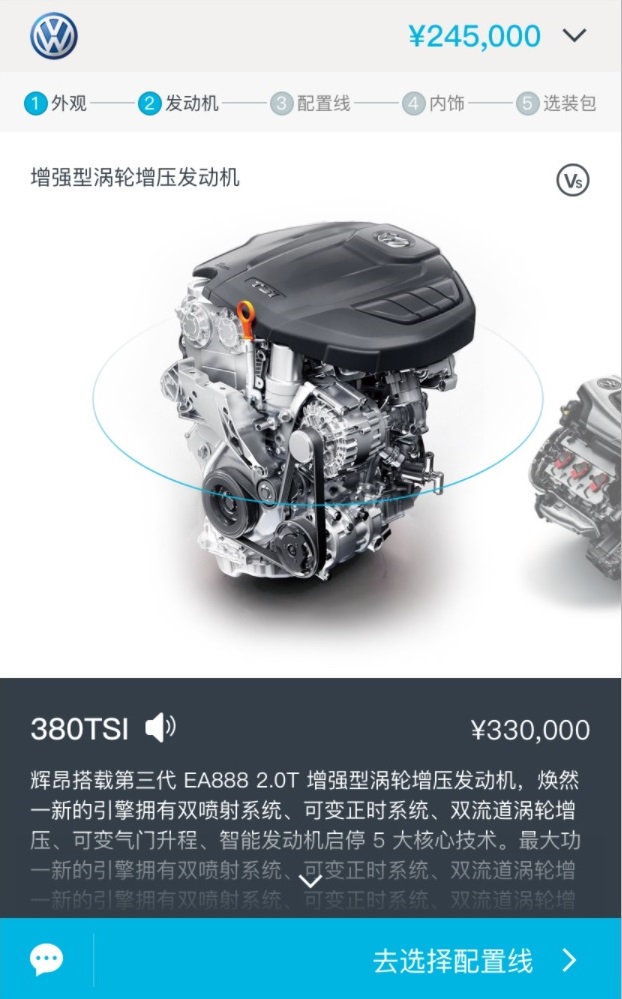 ¥245,000
1 外观 2 发动机 3 配置线 4 内饰 5 选装包
增强型涡轮增压发动机
Vs
TSI
380TSI
¥330,000
辉昂搭载第三代 EA888 2.0T 增强型涡轮增压发动机，焕然
一新的引擎拥有双喷射系统、可变正时系统、双流道涡轮增
压、可变气门升程、智能发动机启停 5 大核心技术。最大功
一新的引擎拥有双喷射系统、可变正时系统、双流道涡轮增
一新的引擎拥有双喷射系统、可变正时系统、双流道涡轮增
去选择配置线